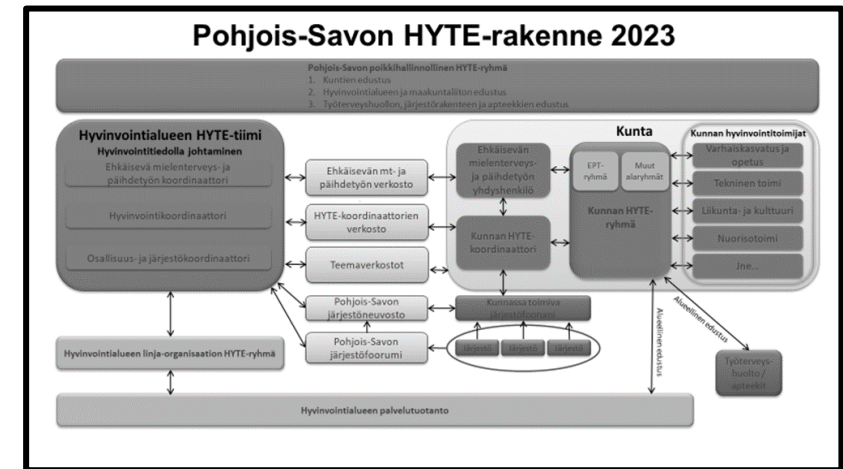 Pohjois-Savon HYTE-rakenne 2023
Pohjois-Savon poikkihallinnollinen HYTE-ryhmä
1. Kuntien edustus
2. Hyvinvointialueen ja maakuntaliiton edustus
3. Työterveyshuollon, järjestörakenteen ja apteekkien edustus
Hyvinvointialueen HYTE-tiimi
Hyvinvointitiedolla johtaminen
Ehkäisevä mielenterveys- ja
päihdetyön koordinaattori
Hyvinvointikoordinaattori
Osallisuus- ja järjestökoordinaattori
Ehkäisevän mt- ja
päihdetyön verkosto
HYTE-koordinaattorien
verkosto
Teemaverkostot
Pohjois-Savon
järjestöneuvosto
Pohjois-Savon
järjestöfoorumi
Kunta
Ehkäisevän
mielenterveys-
ja päihdetyön
yhdyshenkilö
Kunnan HYTE-
koordinaattori
EPT-
ryhmä
Muut
alaryhmät
Kunnan HYTE-
ryhmä
Kunnan hyvinvointitoimijat
Varhaiskasvatus ja
opetus
Tekninen toimi
Liikunta- ja kulttuuri
Nuorisotoimi
Jne…
Kunnassa toimiva
järjestöfoorumi
Järjestö
Järjestö
Järjestö
Alueellinen edustus
Alueellinen edustus
Työterveys-
huolto /
apteekit
Hyvinvointialueen linja-organisaation HYTE-ryhmä
Hyvinvointialueen palvelutuotanto